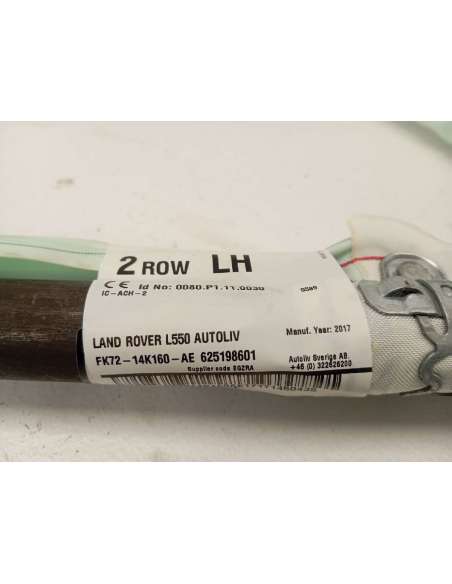 2 ROW LH
CE Id No: 0080.P1.11.0030
IC-ACH-2
LAND ROVER L550 AUTOLIV
Manuf. Year: 2017
FK72-14K160-AE 625198601
Autoliv Sverige AB.
+46 (0) 322626200
Supplier code EGZRA